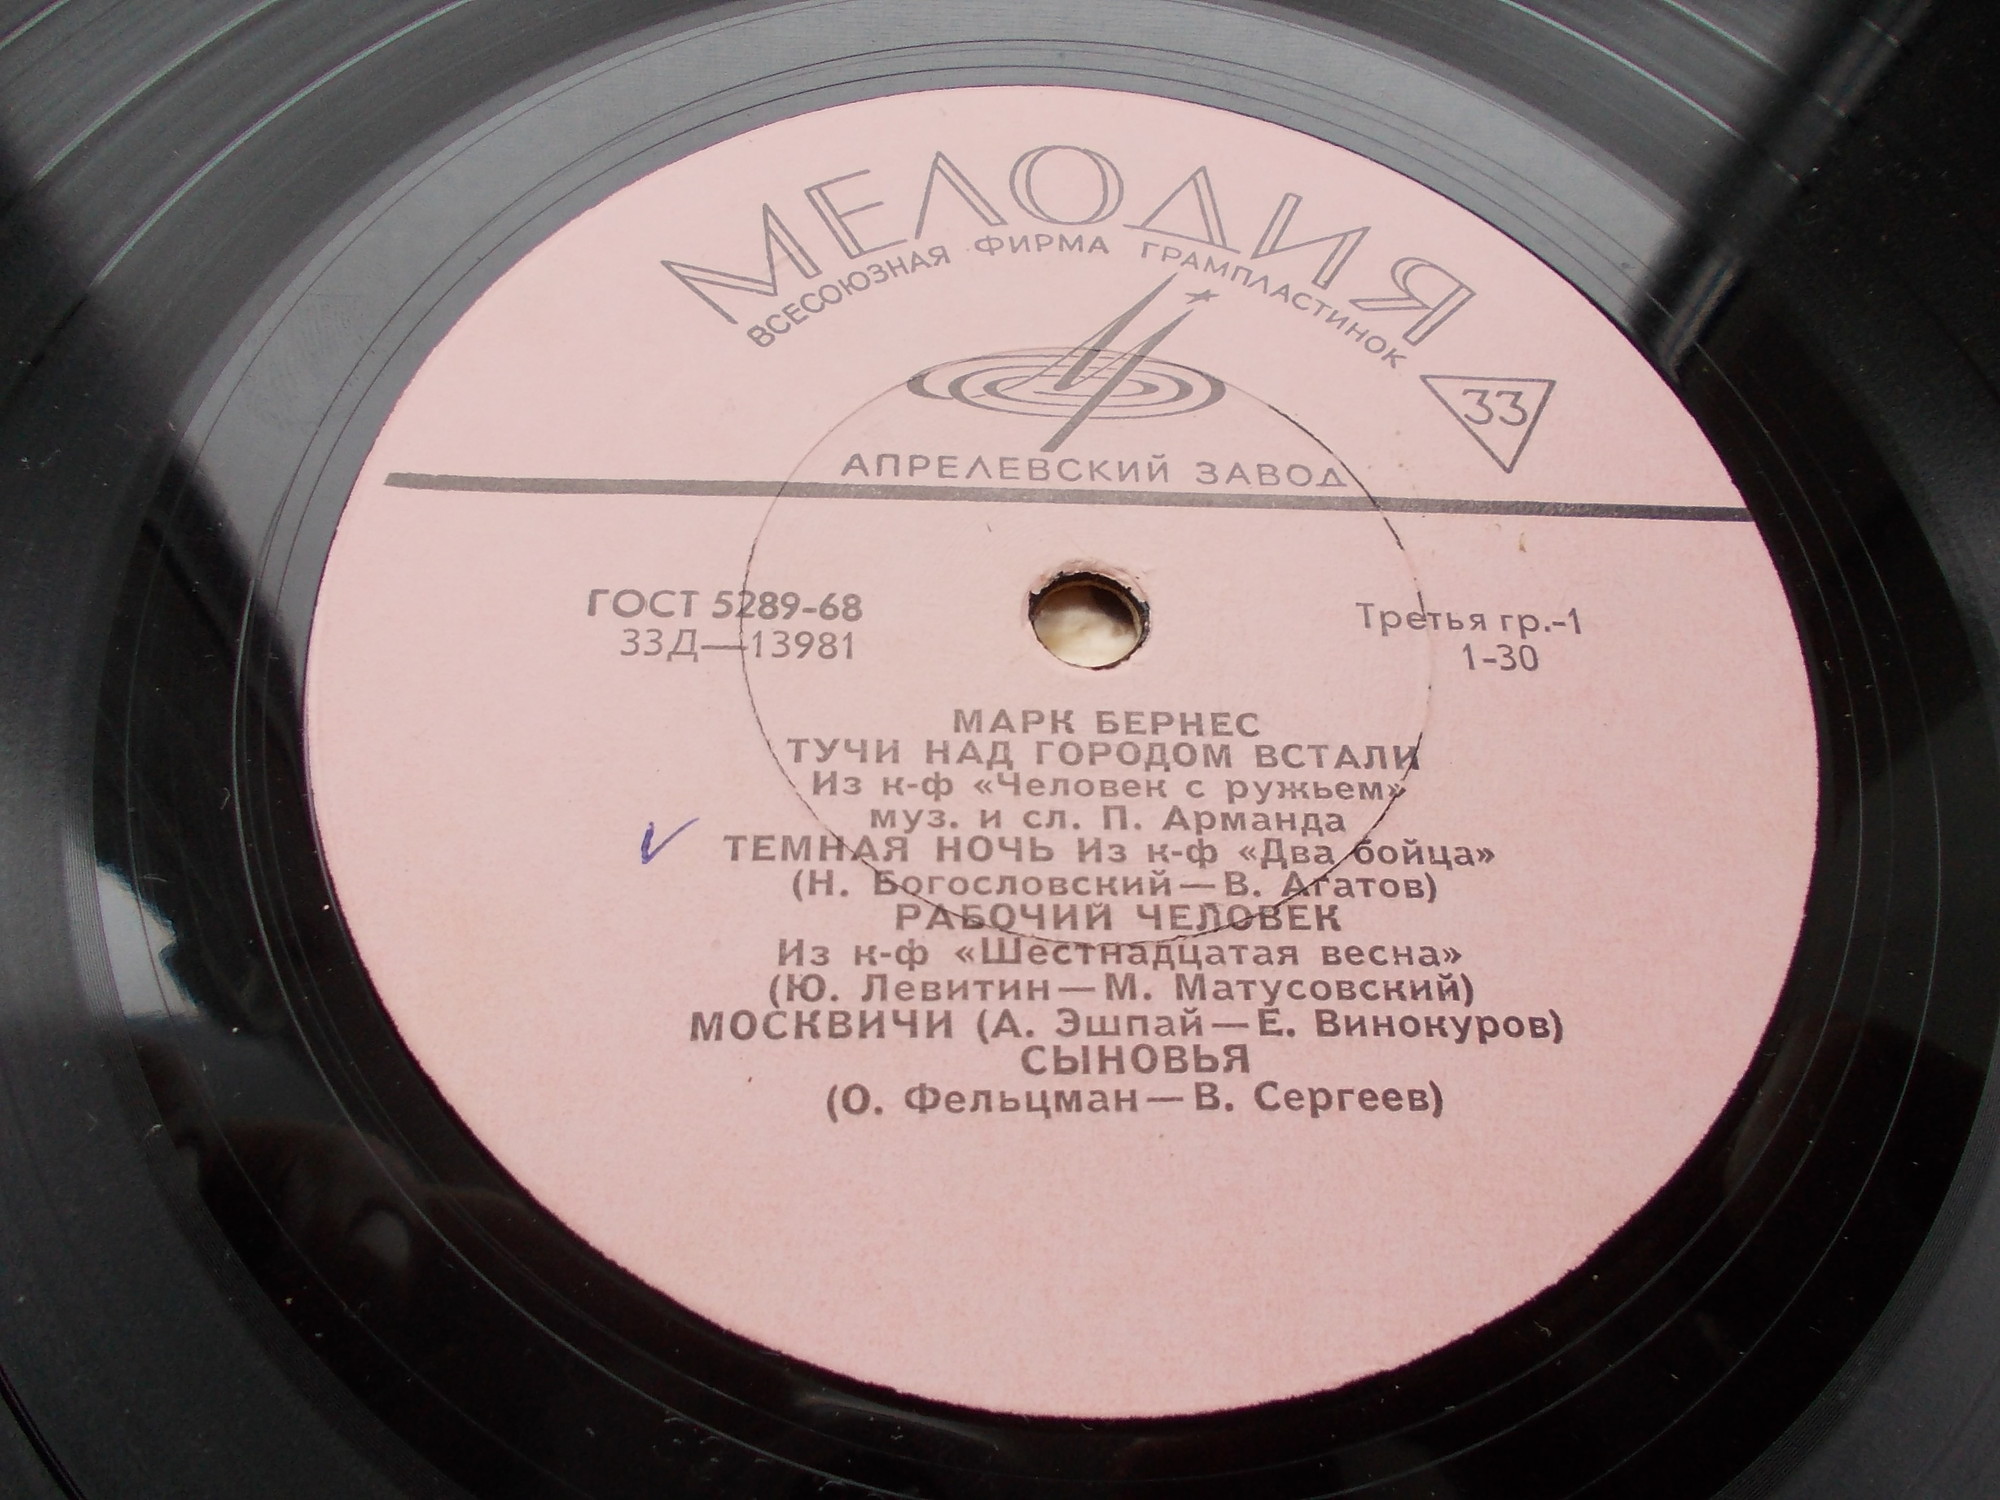 МЕЛОДИЯ
ВСЕСОЮЗНАЯ ФИРМА ГРАМПЛАСТИНОК
33
АПРЕЛЕВСКИЙ ЗАВОД
ГОСТ 5289-68
33Д—13981
Третья гр.-1
1-30
МАРК БЕРНЕС
ТУЧИ НАД ГОРОДОМ ВСТАЛИ
Из к-ф «Человек с ружьем»
муз. и сл. П. Арманда
ТЕМНАЯ НОЧЬ Из к-ф «Два бойца»
(Н. Богословский—В. Агатов)
РАБОЧИЙ ЧЕЛОВЕК
Из к-ф «Шестнадцатая весна»
(Ю. Левитин—М. Матусовский)
МОСКВИЧИ (А. Эшпай—Е. Винокуров)
СЫНОВЬЯ
(О. Фельцман—В. Сергеев)